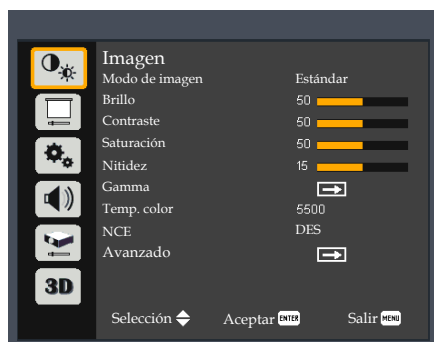 Imagen
Modo de imagen Estándar
Brillo 50
Contraste 50
Saturación 50
Nitidez 15
Gamma
Temp. color 5500
NCE DES
Avanzado
3D
Selección Aceptar ENTER Salir MENU